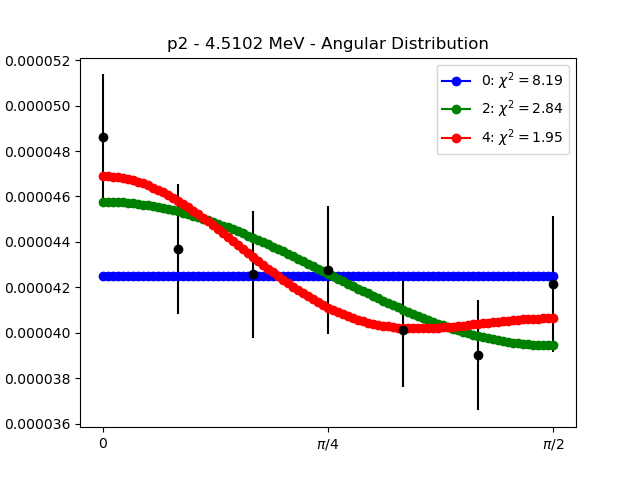 p2 - 4.5102 MeV - Angular Distribution
0.000052
0.000050
0.000048
0.000046
0.000044
0.000042
0.000040
0.000038
0.000036
0: χ² = 8.19
2: χ² = 2.84
4: χ² = 1.95
0
π/4
π/2